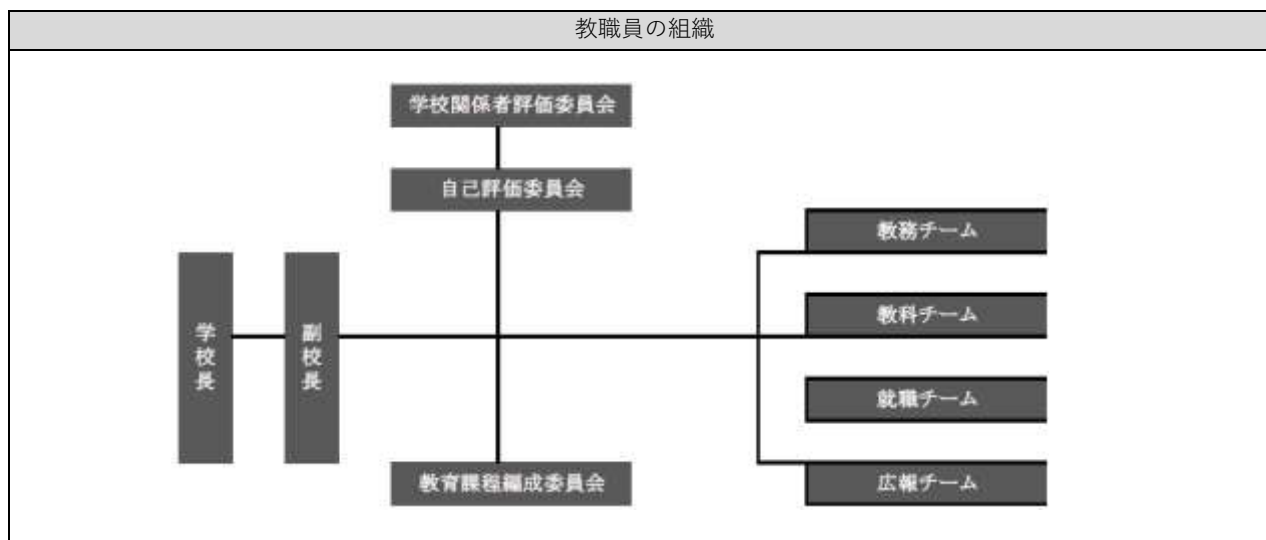 教職員の組織
学校関係者評価委員会
自己評価委員会
教務チーム
学校長
副校長
教科チーム
就職チーム
教育課程編成委員会
広報チーム